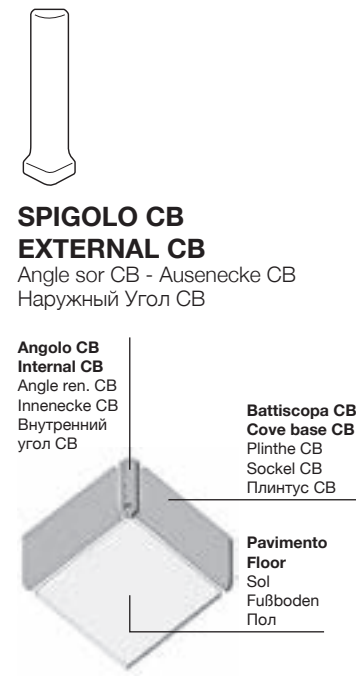 SPIGOLO CB
EXTERNAL CB
Angle sor CB - Ausenecke CB
Наружный Угол CB
Angolo CB
Internal CB
Angle ren. CB
Innenecke CB
Внутренний
угол CB
Battiscopa CB
Cove base CB
Plinthe CB
Sockel CB
Плинтус CB
Pavimento
Floor
Sol
Fußboden
Пол